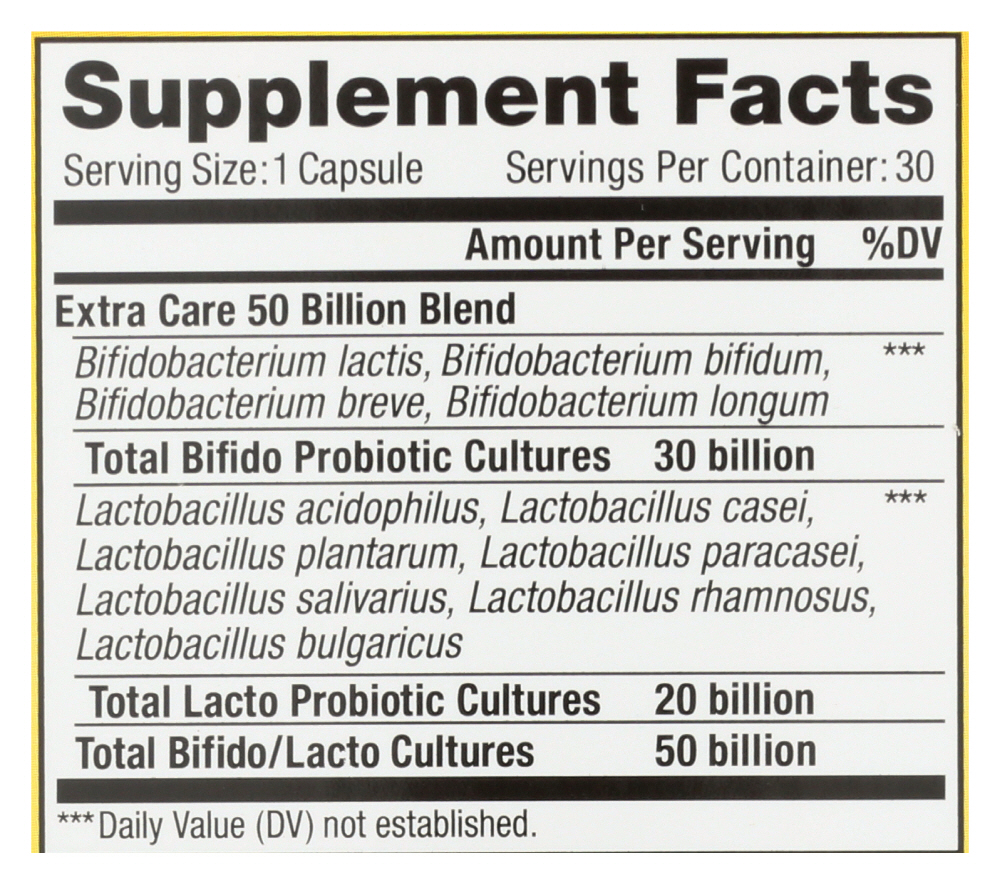 Supplement Facts
Serving Size: 1 Capsule Servings Per Container: 30
Amount Per Serving %DV
Extra Care 50 Billion Blend
Bifidobacterium lactis, Bifidobacterium bifidum, ***
Bifidobacterium breve, Bifidobacterium longum
Total Bifido Probiotic Cultures 30 billion
Lactobacillus acidophilus, Lactobacillus casei, ***
Lactobacillus plantarum, Lactobacillus paracasei,
Lactobacillus salivarius, Lactobacillus rhamnosus,
Lactobacillus bulgaricus
Total Lacto Probiotic Cultures 20 billion
Total Bifido/Lacto Cultures 50 billion
*** Daily Value (DV) not established.